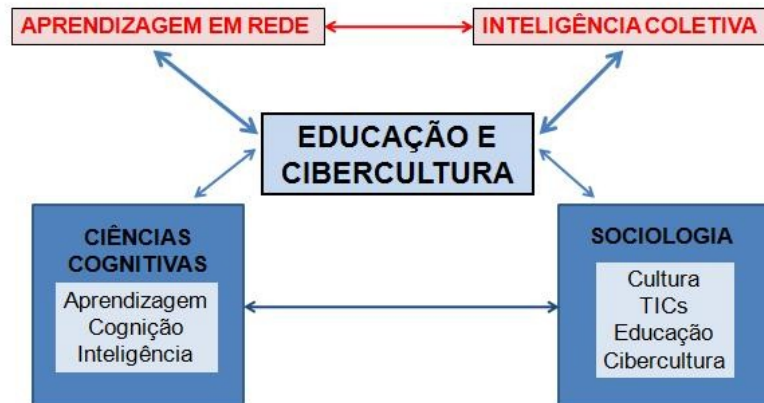 APRENDIZAGEM EM REDE
INTELIGÊNCIA COLETIVA
EDUCAÇÃO E
CIBERCULTURA
CIÊNCIAS
COGNITIVAS
Aprendizagem
Cognição
Inteligência
SOCIOLOGIA
Cultura
TICs
Educação
Cibercultura